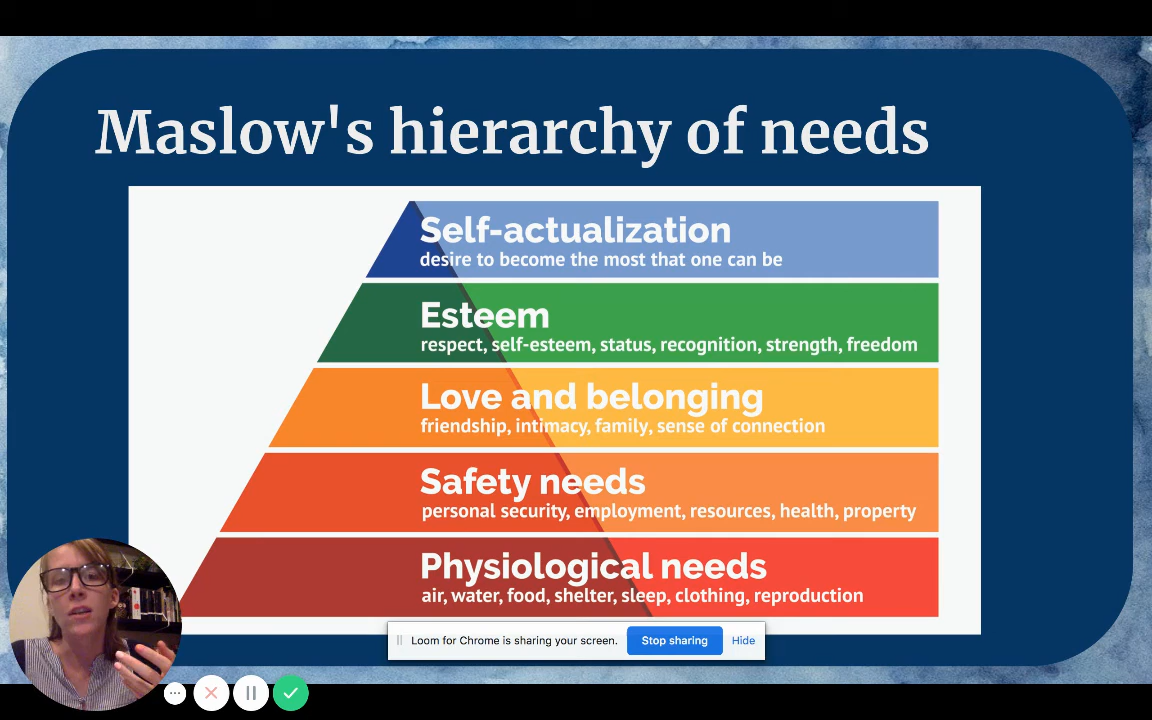 Maslow's hierarchy of needs
Self-actualization
desire to become the most that one can be
Esteem
respect, self-esteem, status, recognition, strength, freedom
Love and belonging
friendship, intimacy, family, sense of connection
Safety needs
personal security, employment, resources, health, property
Physiological needs
air, water, food, shelter, sleep, clothing, reproduction
Loom for Chrome is sharing your screen. Stop sharing Hide